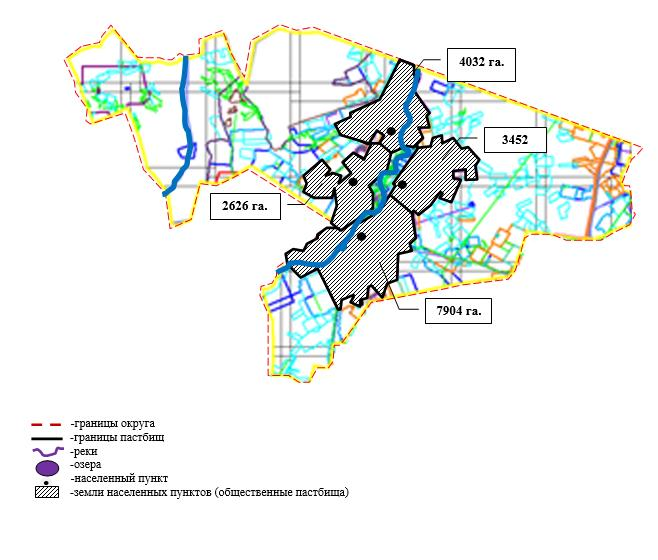 4032 га.
3452
2626 га.
7904 га.
-границы округа
-границы пастбищ
-реки
-озера
-населенный пункт
-земли населенных пунктов (общественные пастбища)